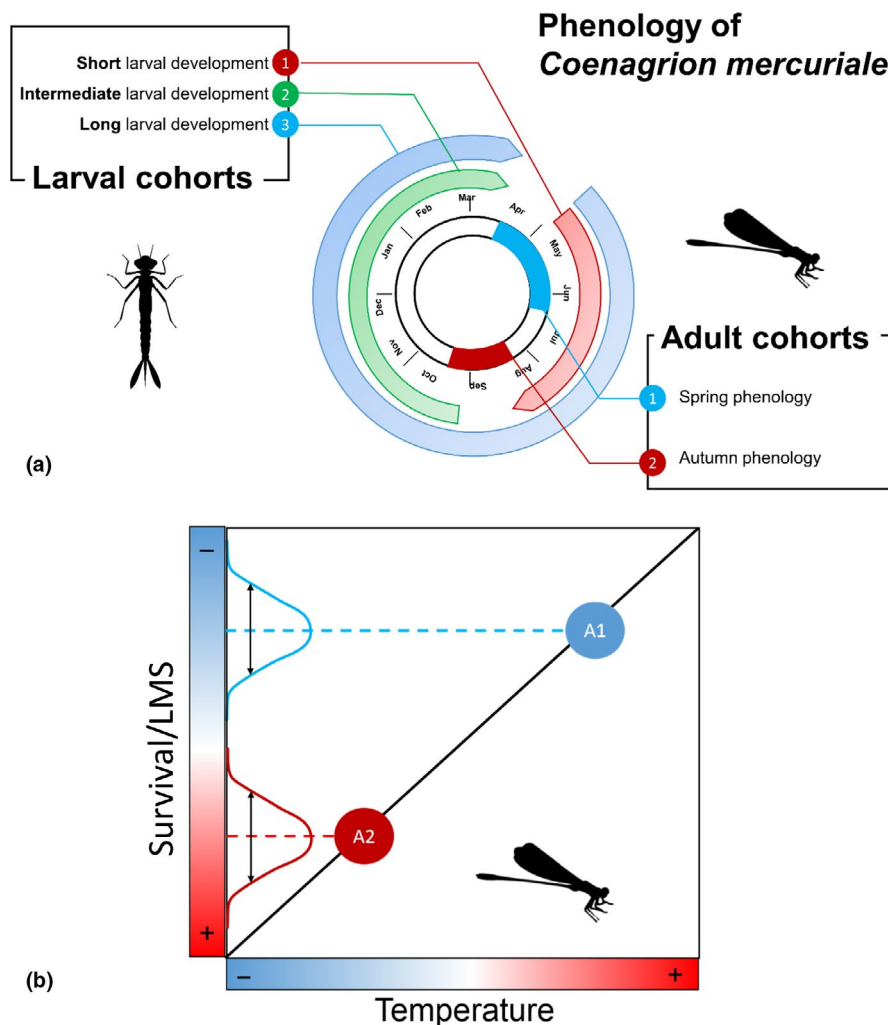 Phenology of
Coenagrion mercuriale
Short larval development 1
Intermediate larval development 2
Long larval development 3
Larval cohorts
Mar
Apr
May
Jun
Jul
Aug
Sep
Oct
Nov
Dec
Jan
Feb
Adult cohorts
1 Spring phenology
2 Autumn phenology
(a)
Survival/LMS
−
+
A1
A2
(b)
− +
Temperature